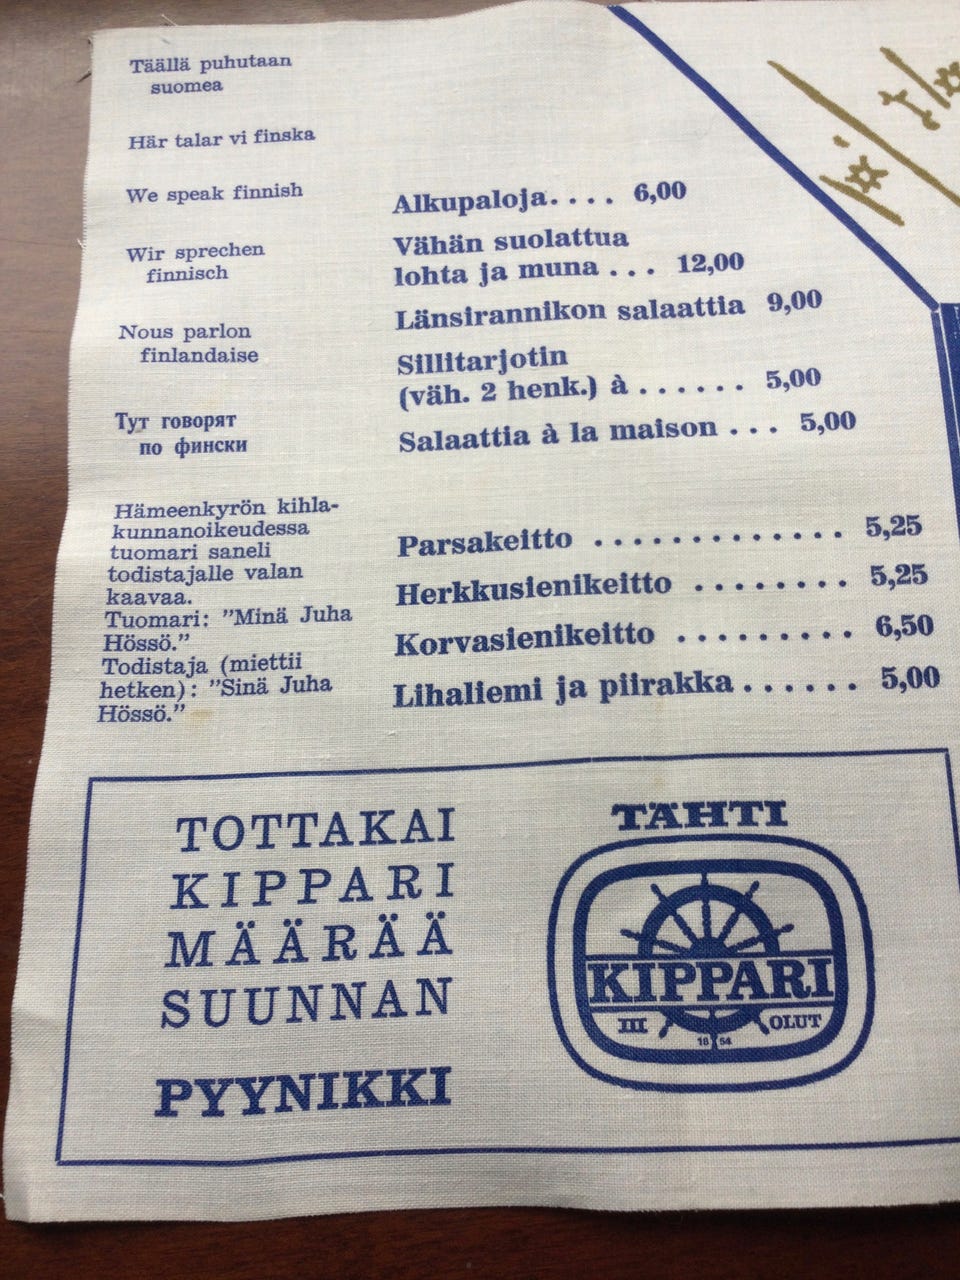 Täällä puhutaan
suomea
Här talar vi finska
We speak finnish
Wir sprechen
finnisch
Nous parlon
finlandaise
Тут говорят
по фински
Hämeenkyrön kihla-
kunnanoikeudessa
tuomari saneli
todistajalle valan
kaavaa.
Tuomari: ”Minä Juha
Hössö.”
Todistaja (miettii
hetken): ”Sinä Juha
Hössö.”
Alkupaloja. . . . 6,00
Vähän suolattua
lohta ja muna . . . 12,00
Länsirannikon salaattia 9,00
Sillitarjotin
(väh. 2 henk.) à . . . . . . 5,00
Salaattia à la maison . . . 5,00
Parsakeitto . . . . . . . . . . . . . 5,25
Herkkusienikeitto . . . . . . . . 5,25
Korvasienikeitto . . . . . . . . . 6,50
Lihaliemi ja piirakka . . . . . . 5,00
TOTTAKAI
KIPPARI
MÄÄRÄÄ
SUUNNAN
PYYNIKKI
TÄHTI
KIPPARI
III OLUT
18 54